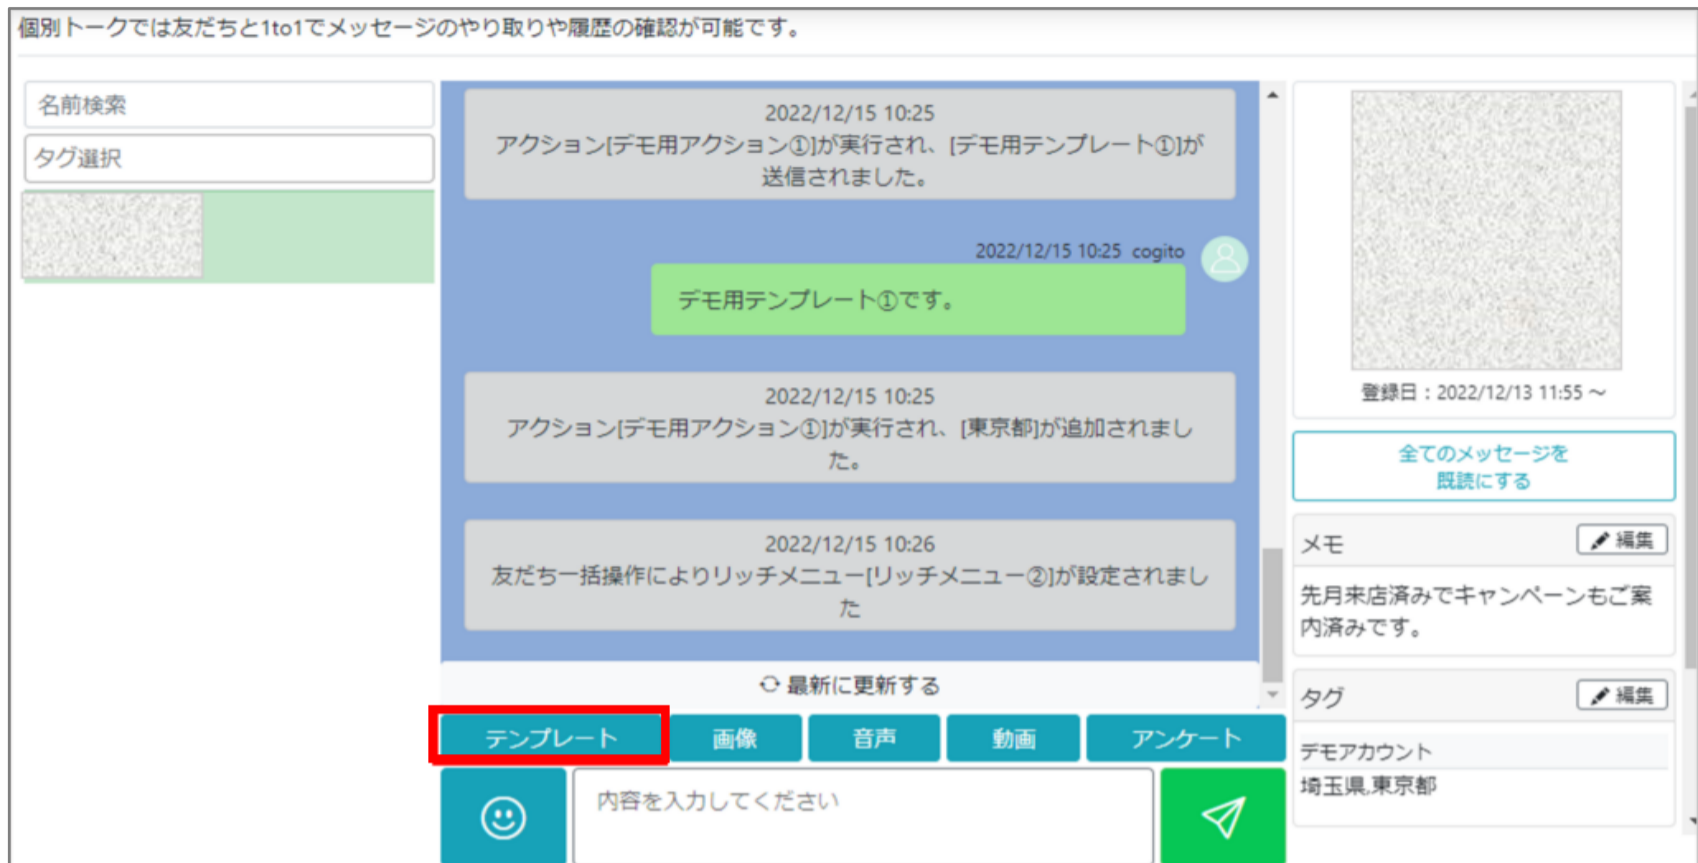 個別トークでは友だちと1to1でメッセージのやり取りや履歴の確認が可能です。
名前検索
タグ選択
2022/12/15 10:25
アクション[デモ用アクション①]が実行され、[デモ用テンプレート①]が
送信されました。
2022/12/15 10:25 cogito
デモ用テンプレート①です。
2022/12/15 10:25
アクション[デモ用アクション①]が実行され、[東京都]が追加されまし
た。
2022/12/15 10:26
友だち一括操作によりリッチメニュー[リッチメニュー②]が設定されまし
た
最新に更新する
テンプレート
画像
音声
動画
アンケート
内容を入力してください
登録日：2022/12/13 11:55 ～
全てのメッセージを
既読にする
メモ
編集
先月来店済みでキャンペーンもご案
内済みです。
タグ
編集
デモアカウント
埼玉県,東京都